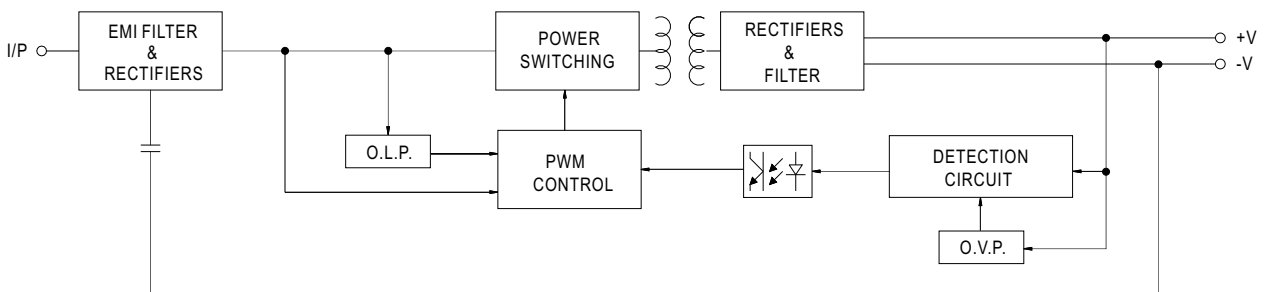 I/P
EMI FILTER
&
RECTIFIERS
POWER
SWITCHING
RECTIFIERS
&
FILTER
+V
-V
O.L.P.
PWM
CONTROL
DETECTION
CIRCUIT
O.V.P.